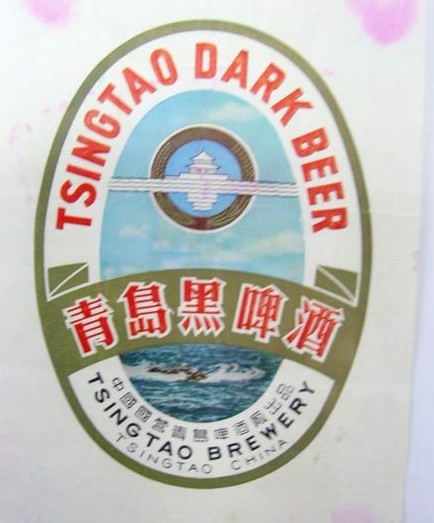 TSINGTAO DARK BEER
青島黑啤酒
中國國营青島啤酒廠出品
TSINGTAO BREWERY
TSINGTAO CHINA